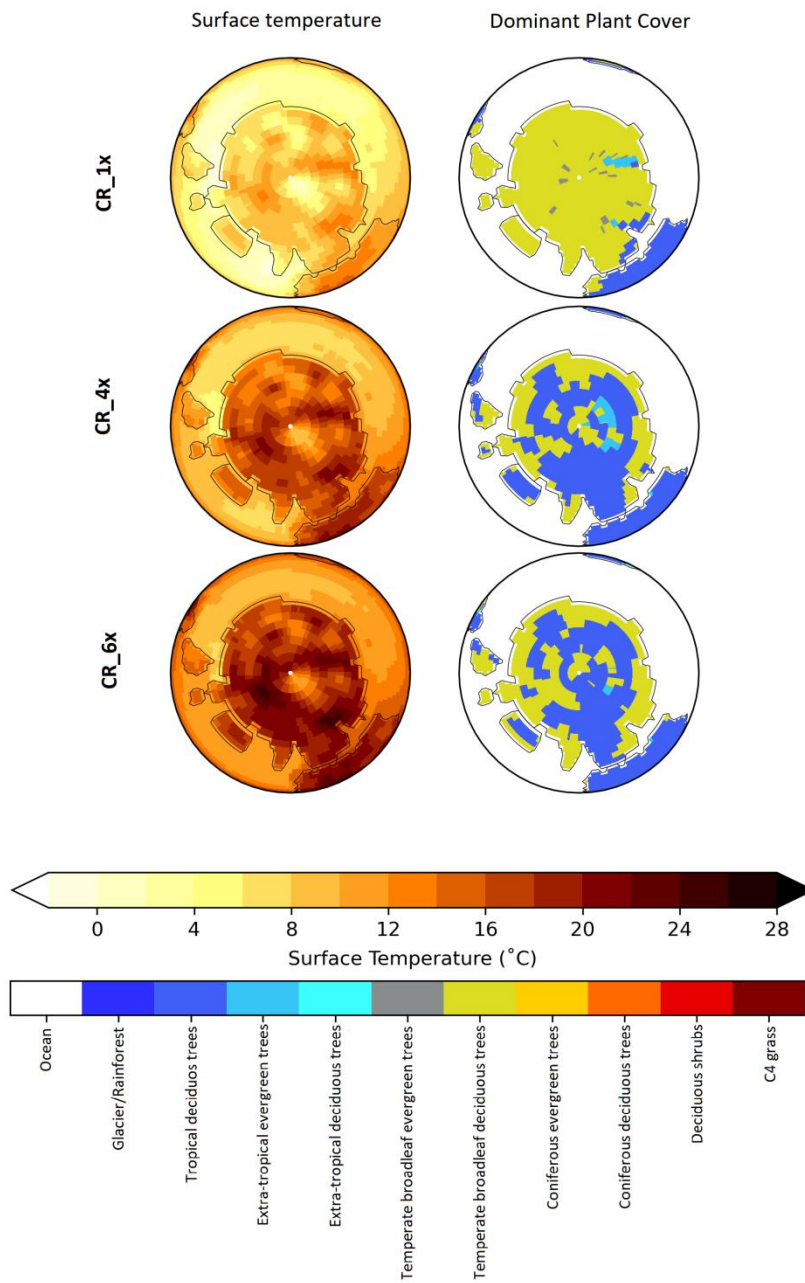 Surface temperature
Dominant Plant Cover
CR_1x
CR_4x
CR_6x
0 4 8 12 16 20 24 28
Surface Temperature (˚C)
Ocean
Glacier/Rainforest
Tropical deciduos trees
Extra-tropical evergreen trees
Extra-tropical deciduous trees
Temperate broadleaf evergreen trees
Temperate broadleaf deciduous trees
Coniferous evergreen trees
Coniferous deciduous trees
Deciduous shrubs
C4 grass